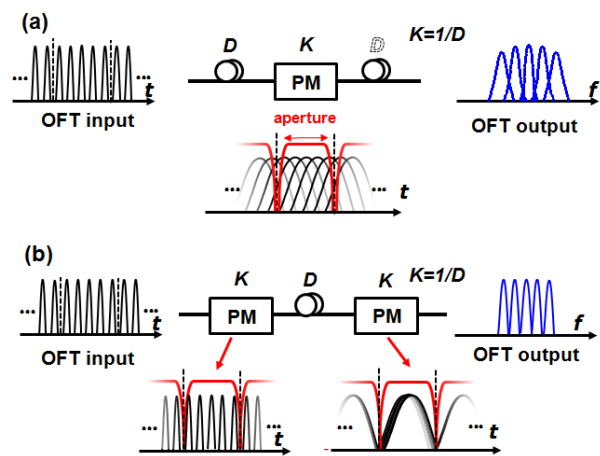 (a)
D
K
D
K=1/D
PM
...
...
t
OFT input
f
OFT output
aperture
...
...
t
(b)
K
D
K
K=1/D
PM
PM
...
...
t
OFT input
f
OFT output
...
...
t
...
...
t